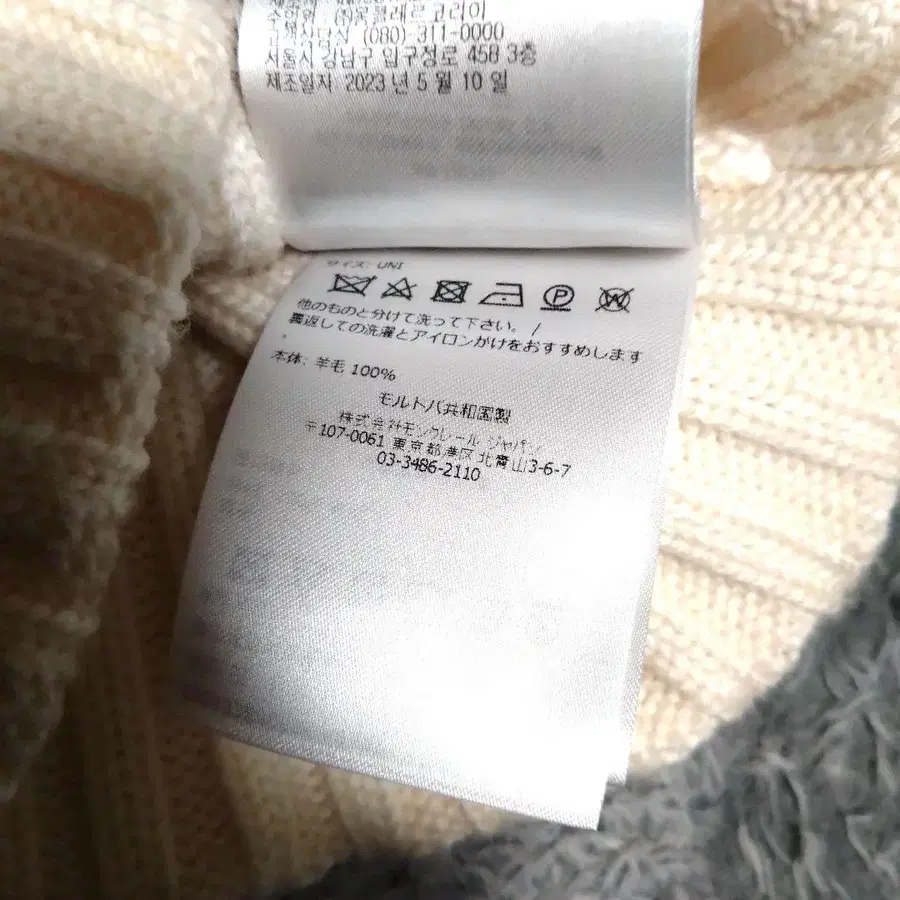 수입원 : (주)몽클레르코리아
고객상담실 (080) 311-0000
서울시 강남구 압구정로 458 3층
제조일자 2023 년 5 월 10 일
サイズ: UNI
P
W
他のものと分けて洗って下さい。 /
裏返しての洗濯とアイロンがけをおすすめします
本体: 羊毛 100%
モルドバ共和国製
株式会社モンクレール ジャパン
〒107-0061 東京都港区北青山3-6-7
03-3486-2110